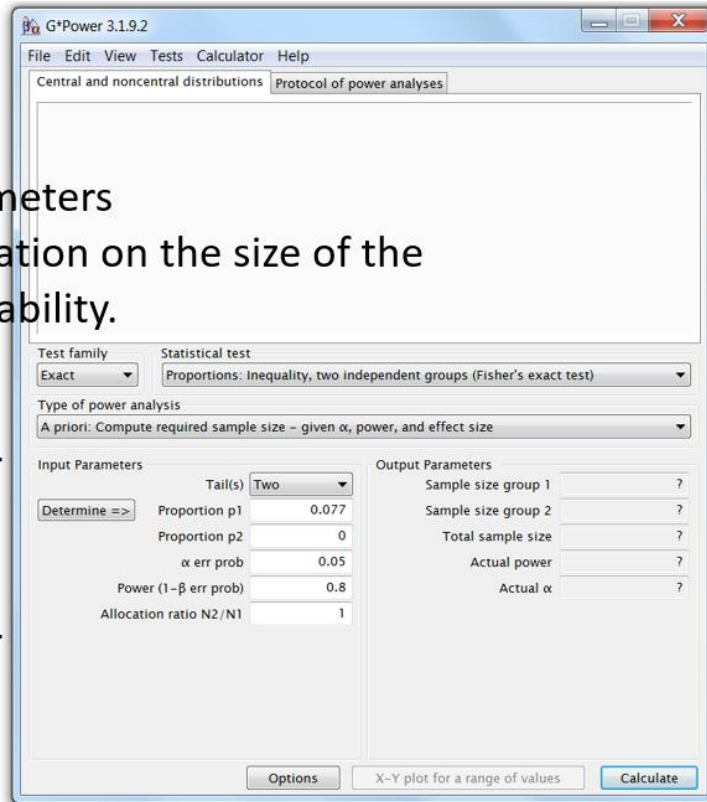 G*Power 3.1.9.2
File Edit View Tests Calculator Help
Central and noncentral distributions Protocol of power analyses
on the size of the
Test family Statistical test
Exact Proportions: Inequality, two independent groups (Fisher's exact test)
Type of power analysis
A priori: Compute required sample size – given α, power, and effect size
Input Parameters Output Parameters
Tail(s) Two Sample size group 1 ?
Determine => Proportion p1 0.077 Sample size group 2 ?
Proportion p2 0 Total sample size ?
α err prob 0.05 Actual power ?
Power (1-β err prob) 0.8 Actual α ?
Allocation ratio N2/N1 1
Options X-Y plot for a range of values Calculate